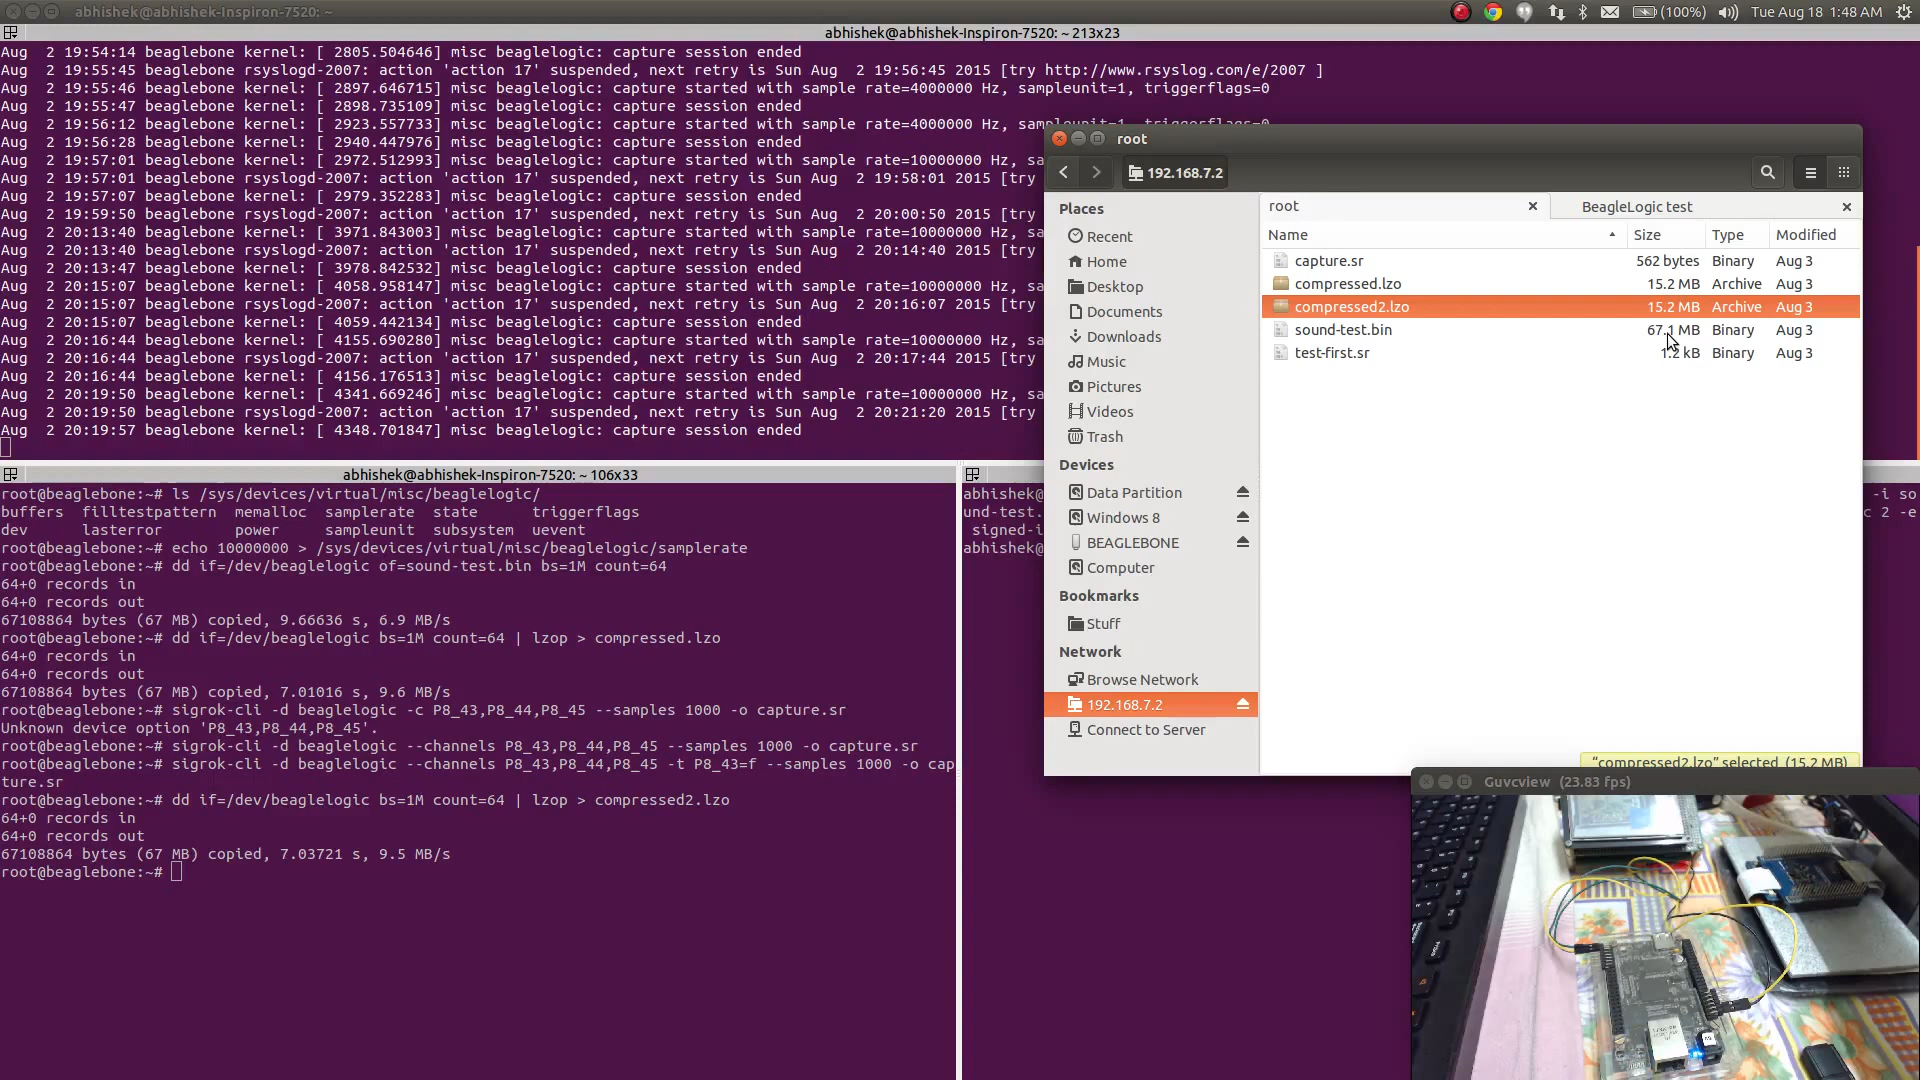 abhishek@abhishek-Inspiron-7520: ~
(100%)
Tue Aug 18 1:48 AM
abhishek@abhishek-Inspiron-7520: ~ 213x23
Aug  2 19:54:14 beaglebone kernel: [ 2805.504646] misc beaglelogic: capture session ended
Aug  2 19:55:45 beaglebone rsyslogd-2007: action 'action 17' suspended, next retry is Sun Aug  2 19:56:45 2015 [try http://www.rsyslog.com/e/2007 ]
Aug  2 19:55:46 beaglebone kernel: [ 2897.646715] misc beaglelogic: capture started with sample rate=4000000 Hz, sampleunit=1, triggerflags=0
Aug  2 19:55:47 beaglebone kernel: [ 2898.735109] misc beaglelogic: capture session ended
Aug  2 19:56:12 beaglebone kernel: [ 2923.557733] misc beaglelogic: capture started with sample rate=4000000 Hz, sampleunit=1, triggerflags=0
Aug  2 19:56:28 beaglebone kernel: [ 2940.447976] misc beaglelogic: capture session ended
Aug  2 19:57:01 beaglebone kernel: [ 2972.512993] misc beaglelogic: capture started with sample rate=10000000 Hz, sa
Aug  2 19:57:01 beaglebone rsyslogd-2007: action 'action 17' suspended, next retry is Sun Aug  2 19:58:01 2015 [try
Aug  2 19:57:07 beaglebone kernel: [ 2979.352283] misc beaglelogic: capture session ended
Aug  2 19:59:50 beaglebone rsyslogd-2007: action 'action 17' suspended, next retry is Sun Aug  2 20:00:50 2015 [try
Aug  2 20:13:40 beaglebone kernel: [ 3971.843003] misc beaglelogic: capture started with sample rate=10000000 Hz, sa
Aug  2 20:13:40 beaglebone rsyslogd-2007: action 'action 17' suspended, next retry is Sun Aug  2 20:14:40 2015 [try
Aug  2 20:13:47 beaglebone kernel: [ 3978.842532] misc beaglelogic: capture session ended
Aug  2 20:15:07 beaglebone kernel: [ 4058.958147] misc beaglelogic: capture started with sample rate=10000000 Hz, sa
Aug  2 20:15:07 beaglebone rsyslogd-2007: action 'action 17' suspended, next retry is Sun Aug  2 20:16:07 2015 [try
Aug  2 20:15:07 beaglebone kernel: [ 4059.442134] misc beaglelogic: capture session ended
Aug  2 20:16:44 beaglebone kernel: [ 4155.690280] misc beaglelogic: capture started with sample rate=10000000 Hz, sa
Aug  2 20:16:44 beaglebone rsyslogd-2007: action 'action 17' suspended, next retry is Sun Aug  2 20:17:44 2015 [try
Aug  2 20:16:44 beaglebone kernel: [ 4156.176513] misc beaglelogic: capture session ended
Aug  2 20:19:50 beaglebone kernel: [ 4341.669246] misc beaglelogic: capture started with sample rate=10000000 Hz, sa
Aug  2 20:19:50 beaglebone rsyslogd-2007: action 'action 17' suspended, next retry is Sun Aug  2 20:21:20 2015 [try
Aug  2 20:19:57 beaglebone kernel: [ 4348.701847] misc beaglelogic: capture session ended
abhishek@abhishek-Inspiron-7520: ~ 106x33
root@beaglebone:~# ls /sys/devices/virtual/misc/beaglelogic/
buffers  filltestpattern  memalloc  samplerate  state      triggerflags
dev      lasterror        power     sampleunit  subsystem  uevent
root@beaglebone:~# echo 10000000 > /sys/devices/virtual/misc/beaglelogic/samplerate
root@beaglebone:~# dd if=/dev/beaglelogic of=sound-test.bin bs=1M count=64
64+0 records in
64+0 records out
67108864 bytes (67 MB) copied, 9.66636 s, 6.9 MB/s
root@beaglebone:~# dd if=/dev/beaglelogic bs=1M count=64 | lzop > compressed.lzo
64+0 records in
64+0 records out
67108864 bytes (67 MB) copied, 7.01016 s, 9.6 MB/s
root@beaglebone:~# sigrok-cli -d beaglelogic -c P8_43,P8_44,P8_45 --samples 1000 -o capture.sr
Unknown device option 'P8_43,P8_44,P8_45'.
root@beaglebone:~# sigrok-cli -d beaglelogic --channels P8_43,P8_44,P8_45 --samples 1000 -o capture.sr
root@beaglebone:~# sigrok-cli -d beaglelogic --channels P8_43,P8_44,P8_45 -t P8_43=f --samples 1000 -o cap
ture.sr
root@beaglebone:~# dd if=/dev/beaglelogic bs=1M count=64 | lzop > compressed2.lzo
64+0 records in
64+0 records out
67108864 bytes (67 MB) copied, 7.03721 s, 9.5 MB/s
root@beaglebone:~#
abhishek@
und-test.
signed-i
abhishek@
-i so
c 2 -e
root
192.168.7.2
Places
Recent
Home
Desktop
Documents
Downloads
Music
Pictures
Videos
Trash
Devices
Data Partition
Windows 8
BEAGLEBONE
Computer
Bookmarks
Stuff
Network
Browse Network
192.168.7.2
Connect to Server
root
BeagleLogic test
Name Size Type Modified
capture.sr 562 bytes Binary Aug 3
compressed.lzo 15.2 MB Archive Aug 3
compressed2.lzo 15.2 MB Archive Aug 3
sound-test.bin 67.1 MB Binary Aug 3
test-first.sr 1.2 kB Binary Aug 3
"compressed2.lzo" selected (15.2 MB)
Guvcview (23.83 fps)